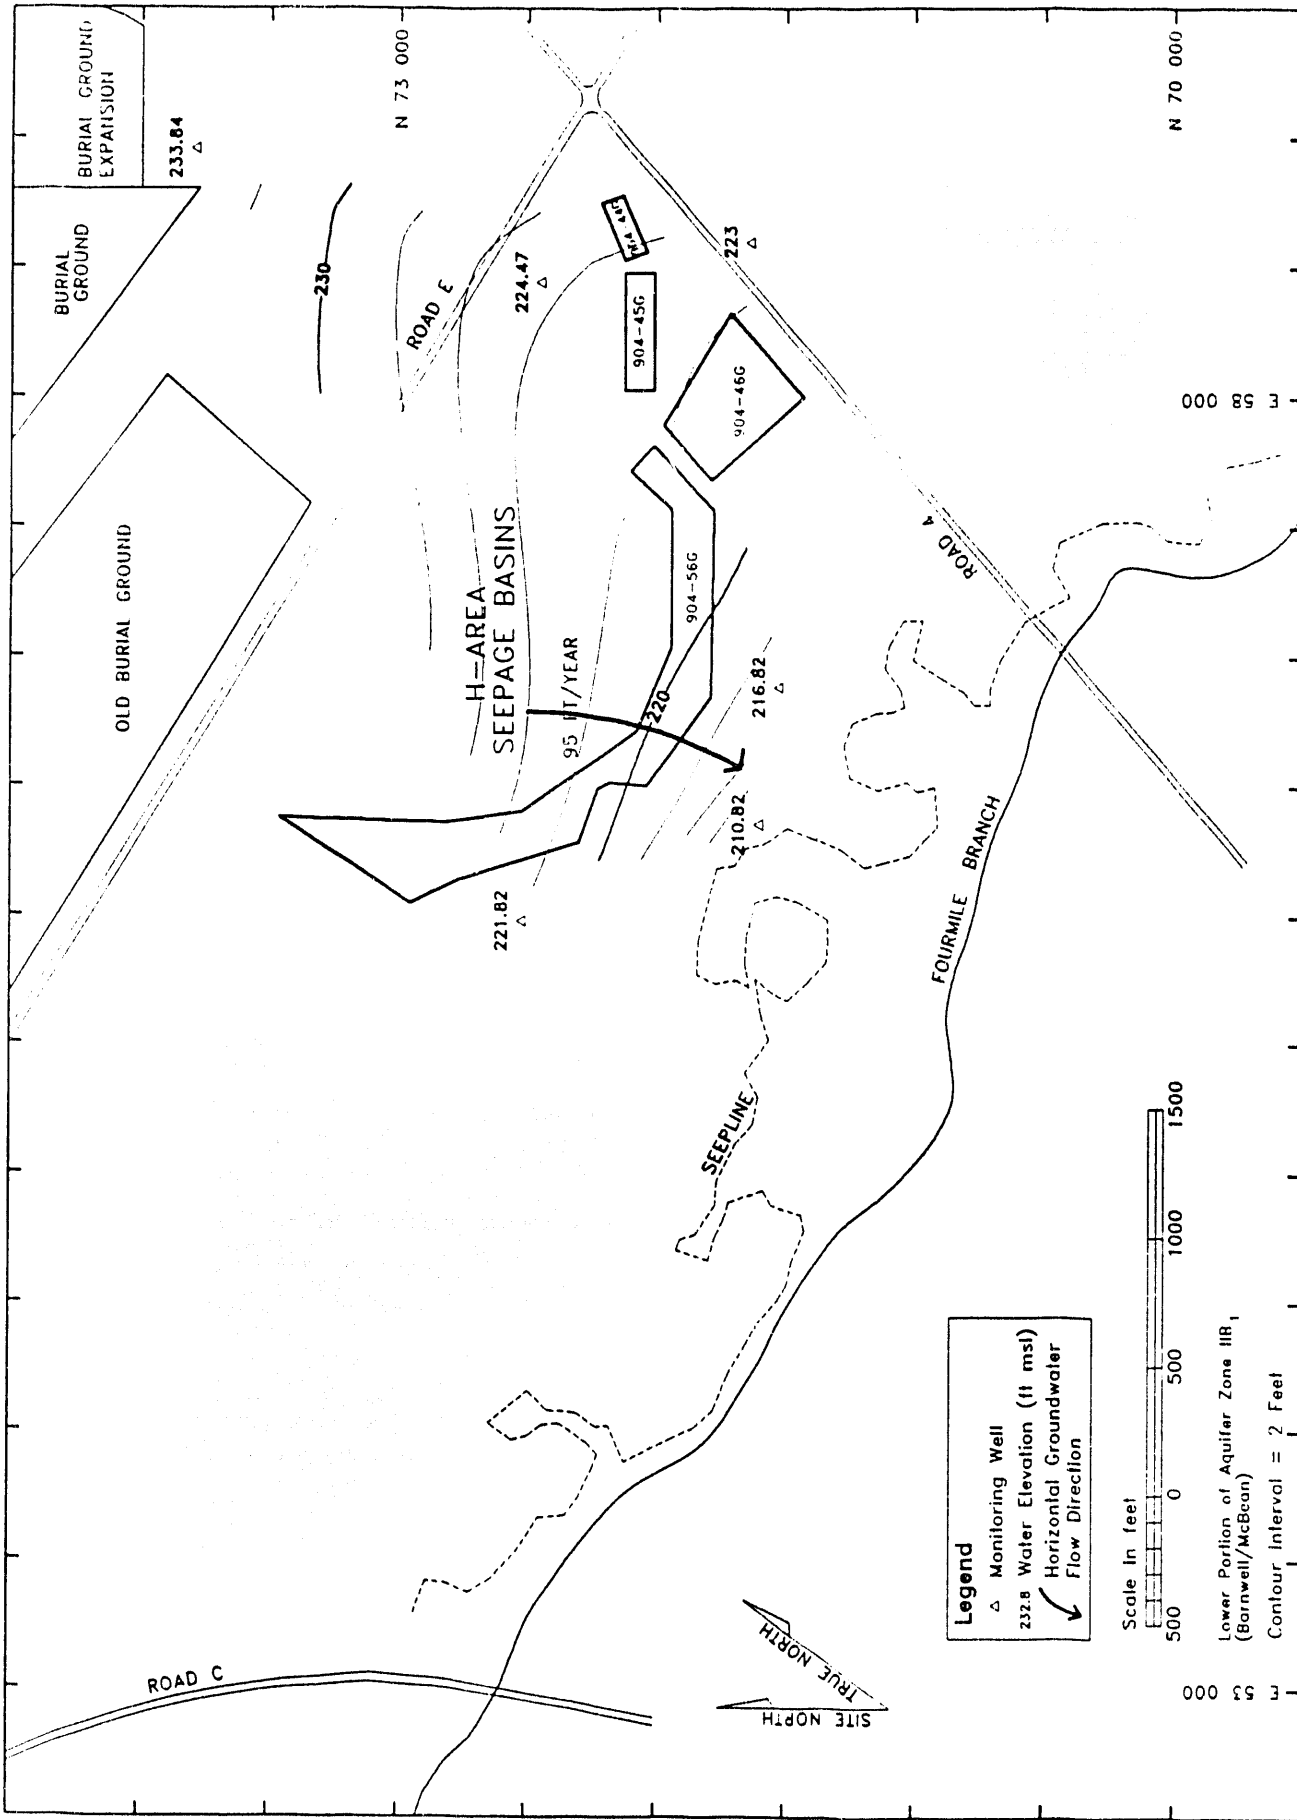 BURIAL GROUND
EXPANSION
233.84
BURIAL
GROUND
OLD BURIAL GROUND
N 73 000
N 70 000
230
ROAD E
224.47
223
904-45G
904-46G
904-56G
H-AREA
SEEPAGE BASINS
95 FT/YEAR
220
216.82
210.82
221.82
ROAD 4
E 58 000
FOURMILE BRANCH
SEEPLINE
ROAD C
SITE NORTH
TRUE NORTH
E 53 000
Legend
Monitoring Well
232.8 Water Elevation (ft msl)
Horizontal Groundwater
Flow Direction
Scale In feet
500 0 500 1000 1500
Lower Portion of Aquifer Zone IIB1
(Barnwell/McBean)
Contour Interval = 2 Feet